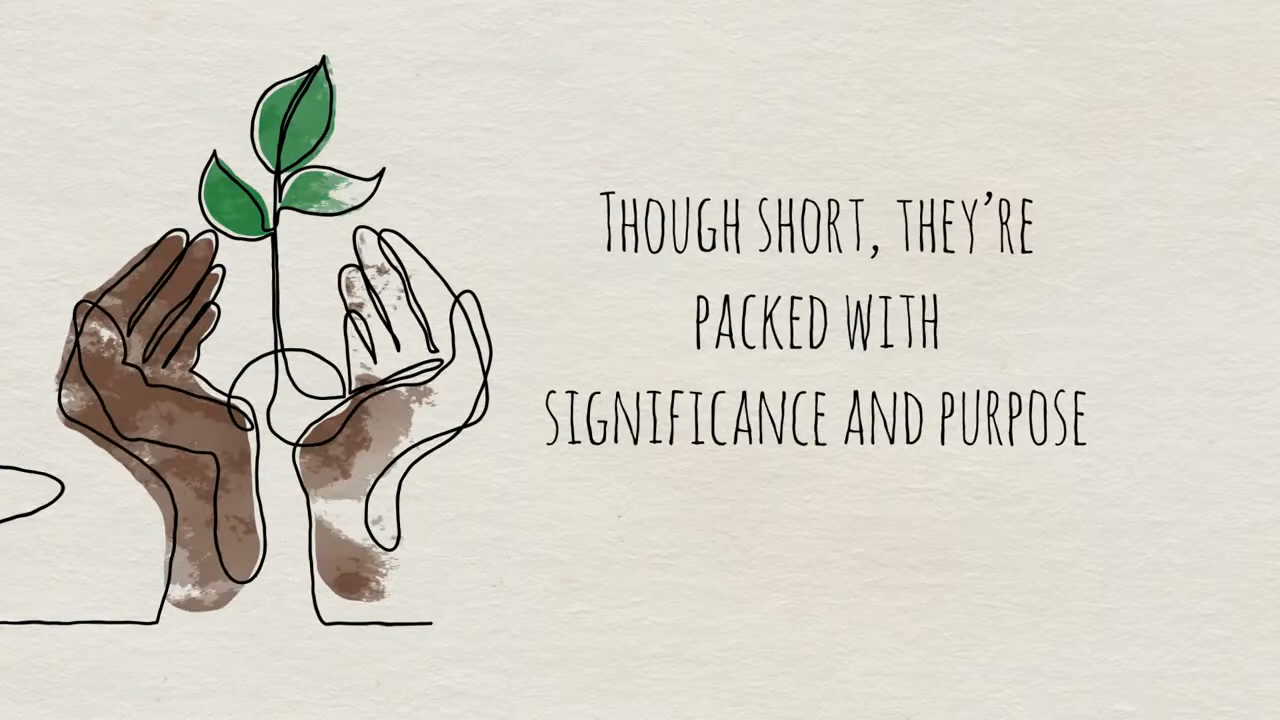 Though short, they’re
packed with
significance and purpose